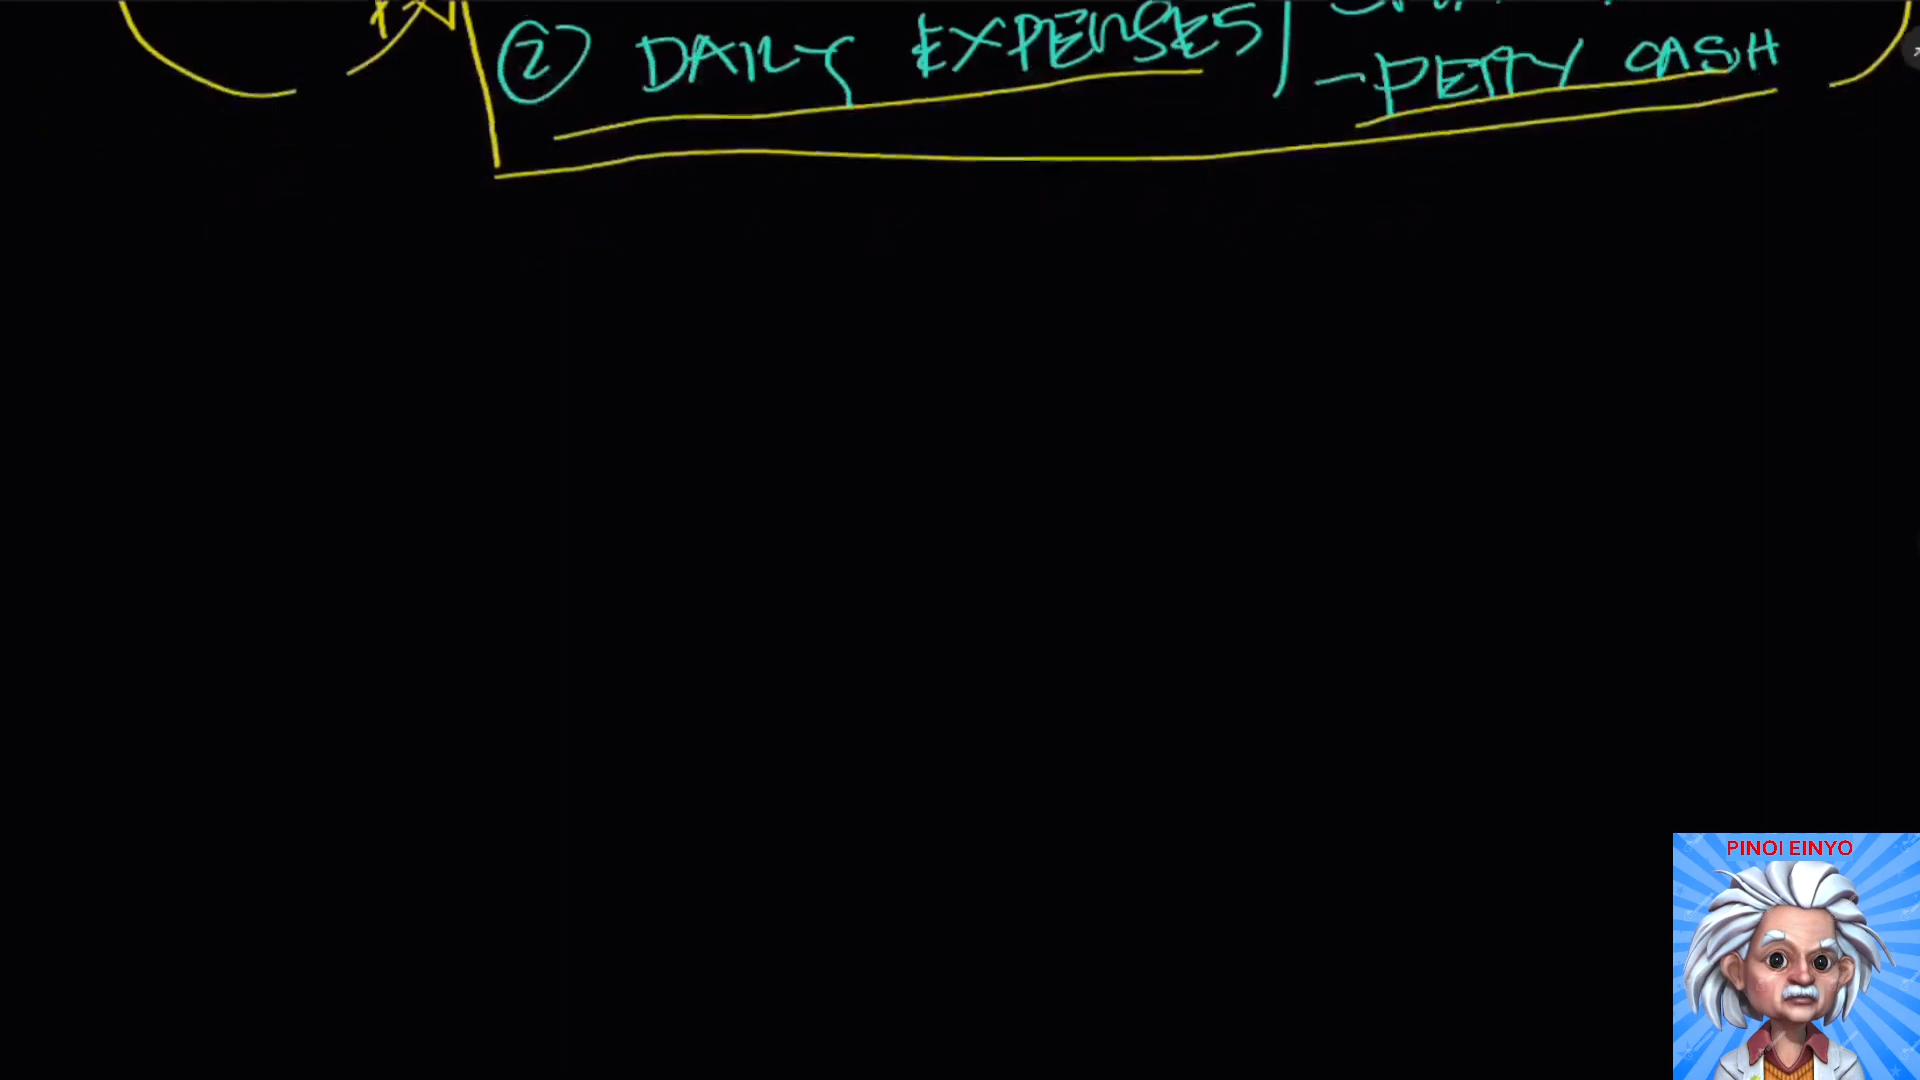 ② DAILY EXPENSES
- PETTY CASH
PINOI EINYO